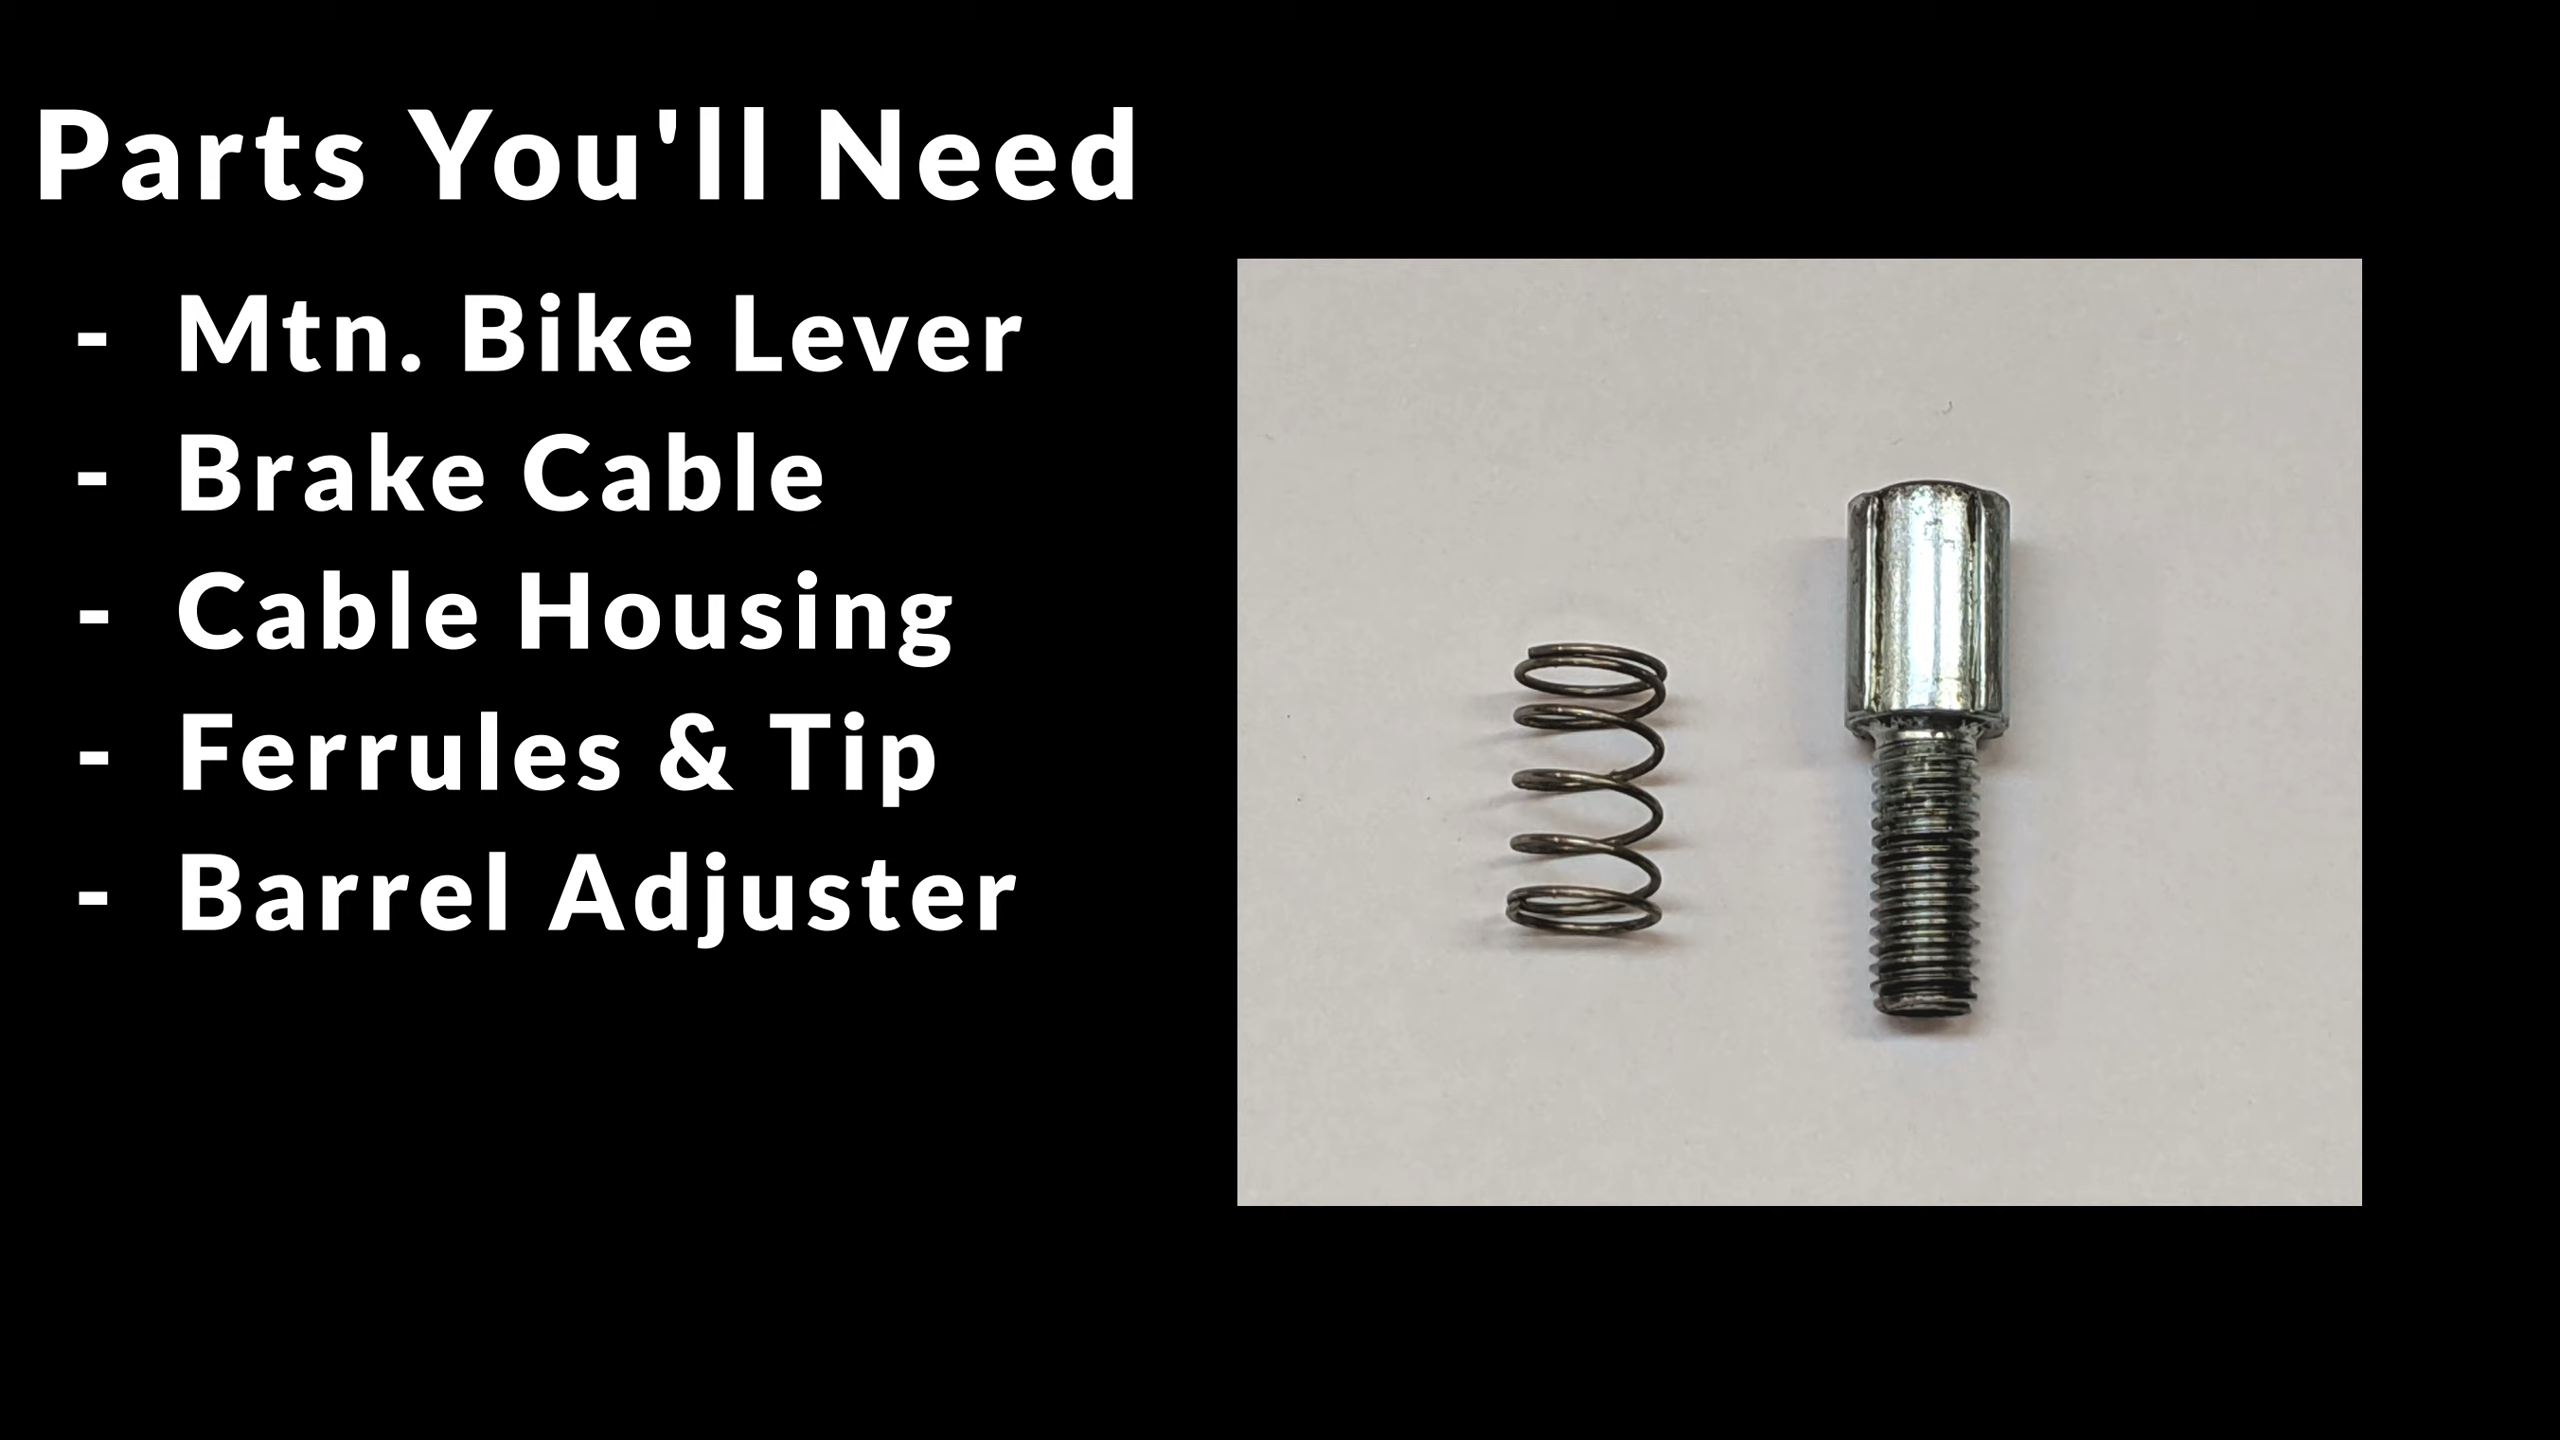 Parts You'll Need
- Mtn. Bike Lever
- Brake Cable
- Cable Housing
- Ferrules & Tip
- Barrel Adjuster